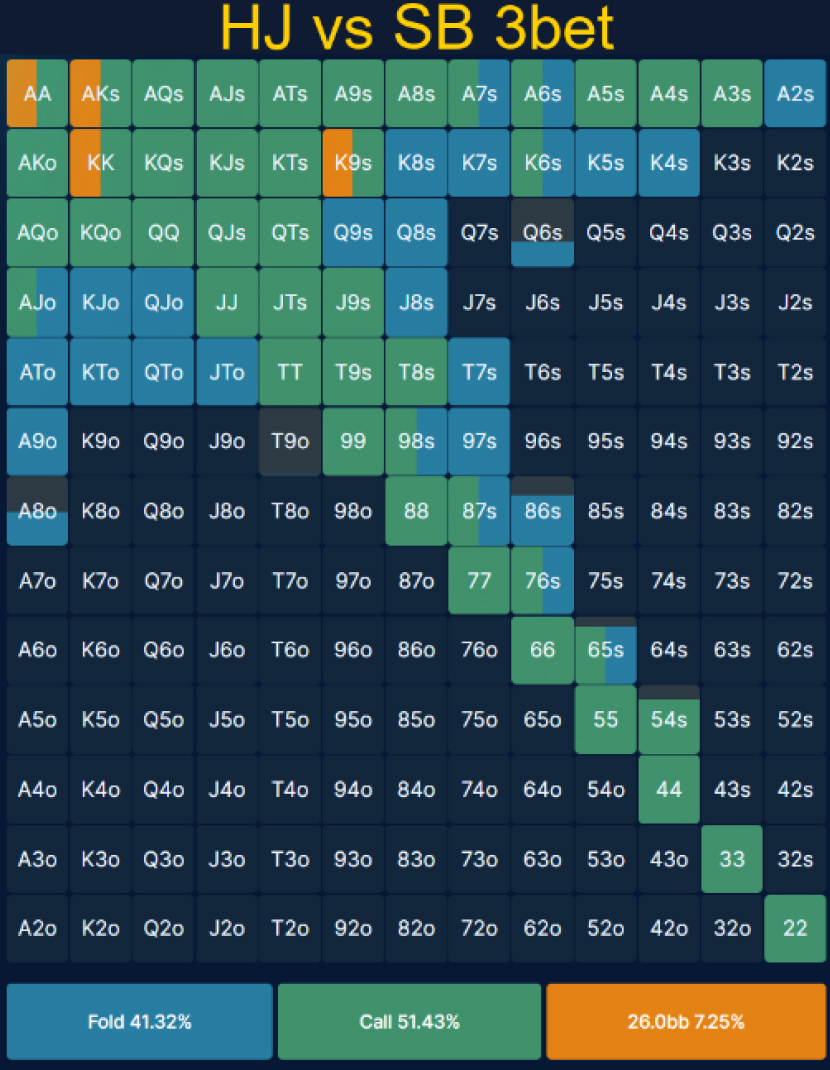 HJ vs SB 3bet
AA AKs AQs AJs ATs A9s A8s A7s A6s A5s A4s A3s A2s
AKo KK KQs KJs KTs K9s K8s K7s K6s K5s K4s K3s K2s
AQo KQo QQ QJs QTs Q9s Q8s Q7s Q6s Q5s Q4s Q3s Q2s
AJo KJo QJo JJ JTs J9s J8s J7s J6s J5s J4s J3s J2s
ATo KTo QTo JTo TT T9s T8s T7s T6s T5s T4s T3s T2s
A9o K9o Q9o J9o T9o 99 98s 97s 96s 95s 94s 93s 92s
A8o K8o Q8o J8o T8o 98o 88 87s 86s 85s 84s 83s 82s
A7o K7o Q7o J7o T7o 97o 87o 77 76s 75s 74s 73s 72s
A6o K6o Q6o J6o T6o 96o 86o 76o 66 65s 64s 63s 62s
A5o K5o Q5o J5o T5o 95o 85o 75o 65o 55 54s 53s 52s
A4o K4o Q4o J4o T4o 94o 84o 74o 64o 54o 44 43s 42s
A3o K3o Q3o J3o T3o 93o 83o 73o 63o 53o 43o 33 32s
A2o K2o Q2o J2o T2o 92o 82o 72o 62o 52o 42o 32o 22
Fold 41.32% Call 51.43% 26.0bb 7.25%